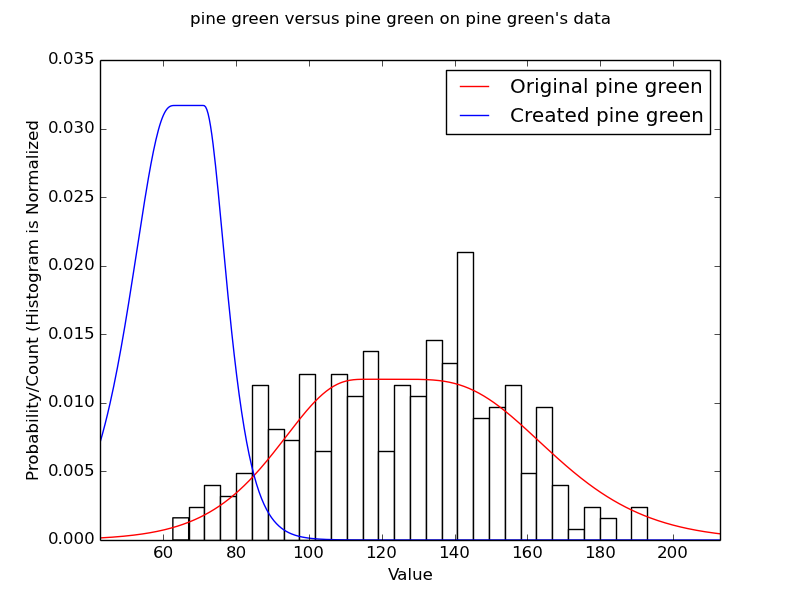 pine green versus pine green on pine green's data
0.035
0.030
0.025
0.020
0.015
0.010
0.005
0.000
Probability/Count (Histogram is Normalized
Original pine green
Created pine green
60 80 100 120 140 160 180 200
Value